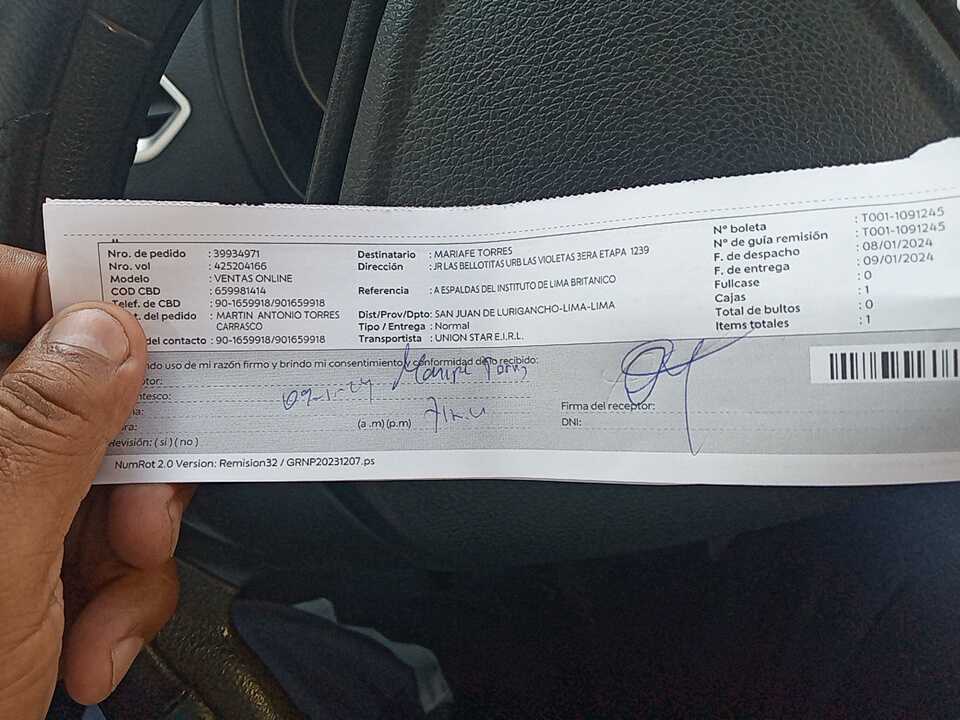 Nro. de pedido : 39934971
Nro. vol : 425204166
Modelo : VENTAS ONLINE
COD CBD : 659981414
Telef. de CBD : 90-1659918/901659918
t. del pedido : MARTIN ANTONIO TORRES
CARRASCO
del contacto : 90-1659918/901659918
Destinatario : MARIAFE TORRES
Dirección : JR LAS BELLOTITAS URB LAS VIOLETAS 3ERA ETAPA 1239
Referencia : A ESPALDAS DEL INSTITUTO DE LIMA BRITANICO
Dist/Prov/Dpto: SAN JUAN DE LURIGANCHO-LIMA-LIMA
Tipo / Entrega : Normal
Transportista : UNION STAR E.I.R.L.
N° boleta : T001-1091245
N° de guía remisión : T001-1091245
F. de despacho : 08/01/2024
F. de entrega : 09/01/2024
Fullcase : 0
Cajas : 1
Total de bultos : 0
Items totales : 1
ndo uso de mi razón firmo y brindo mi consentimiento conformidad de lo recibido:
tor:
ntesco:
09-1-24
(a .m) (p.m)
Revisión: ( si ) ( no )
Firma del receptor:
DNI:
NumRot 2.0 Version: Remision32 / GRNP20231207.ps